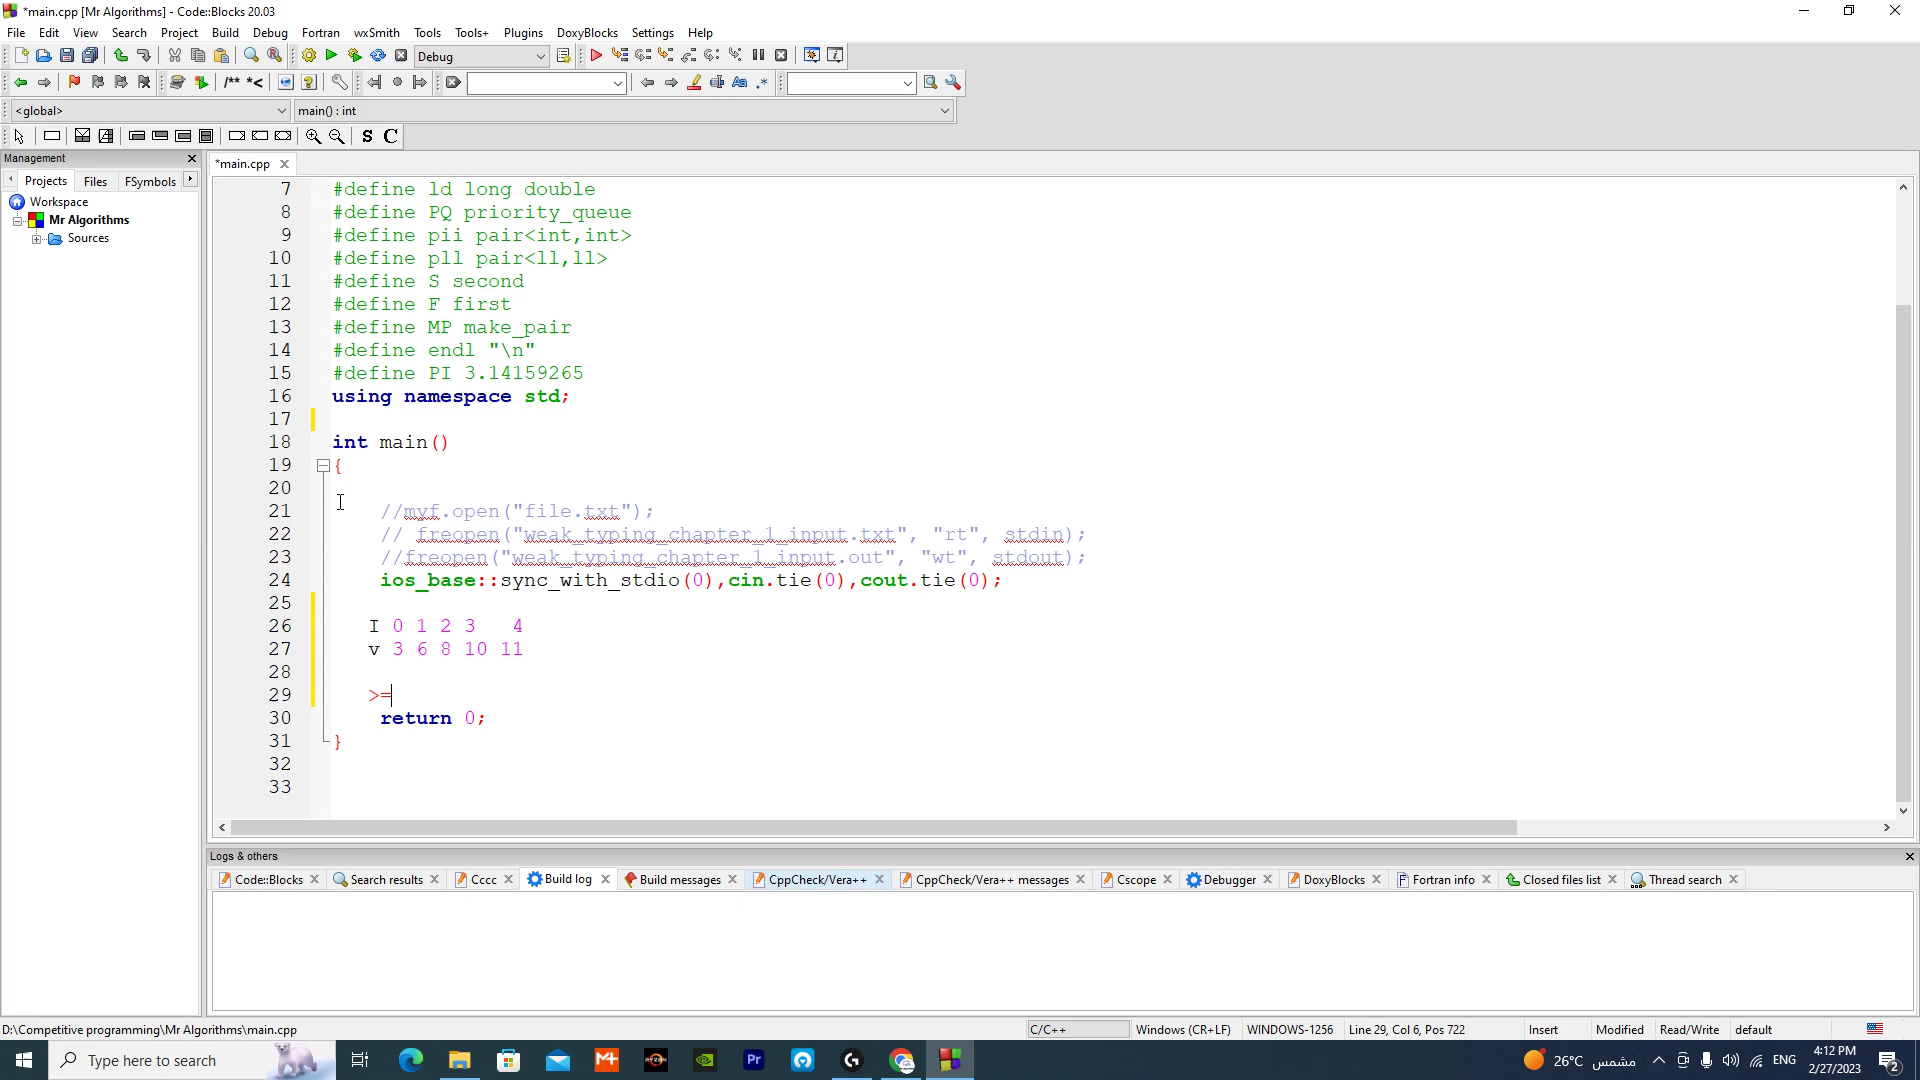 *main.cpp [Mr Algorithms] - Code::Blocks 20.03
File Edit View Search Project Build Debug Fortran wxSmith Tools Tools+ Plugins DoxyBlocks Settings Help
Debug
/** *<
<global> main() : int
S C
Management
*main.cpp
Projects Files FSymbols
Workspace
Mr Algorithms
Sources
7 #define ld long double
8 #define PQ priority_queue
9 #define pii pair<int,int>
10 #define pll pair<ll,ll>
11 #define S second
12 #define F first
13 #define MP make_pair
14 #define endl "\n"
15 #define PI 3.14159265
16 using namespace std;
17
18 int main()
19 {
20
21 //myf.open("file.txt");
22 // freopen("weak_typing_chapter_1_input.txt", "rt", stdin);
23 //freopen("weak_typing_chapter_1_input.out", "wt", stdout);
24 ios_base::sync_with_stdio(0),cin.tie(0),cout.tie(0);
25
26 I 0 1 2 3 4
27 v 3 6 8 10 11
28
29 >=
30 return 0;
31 }
32
33
Logs & others
Code::Blocks Search results Cccc Build log Build messages CppCheck/Vera++ CppCheck/Vera++ messages Cscope Debugger DoxyBlocks Fortran info Closed files list Thread search
D:\Competitive programming\Mr Algorithms\main.cpp C/C++ Windows (CR+LF) WINDOWS-1256 Line 29, Col 6, Pos 722 Insert Modified Read/Write default
Type here to search
Pr
26°C مشمس
ENG
4:12 PM
2/27/2023
2